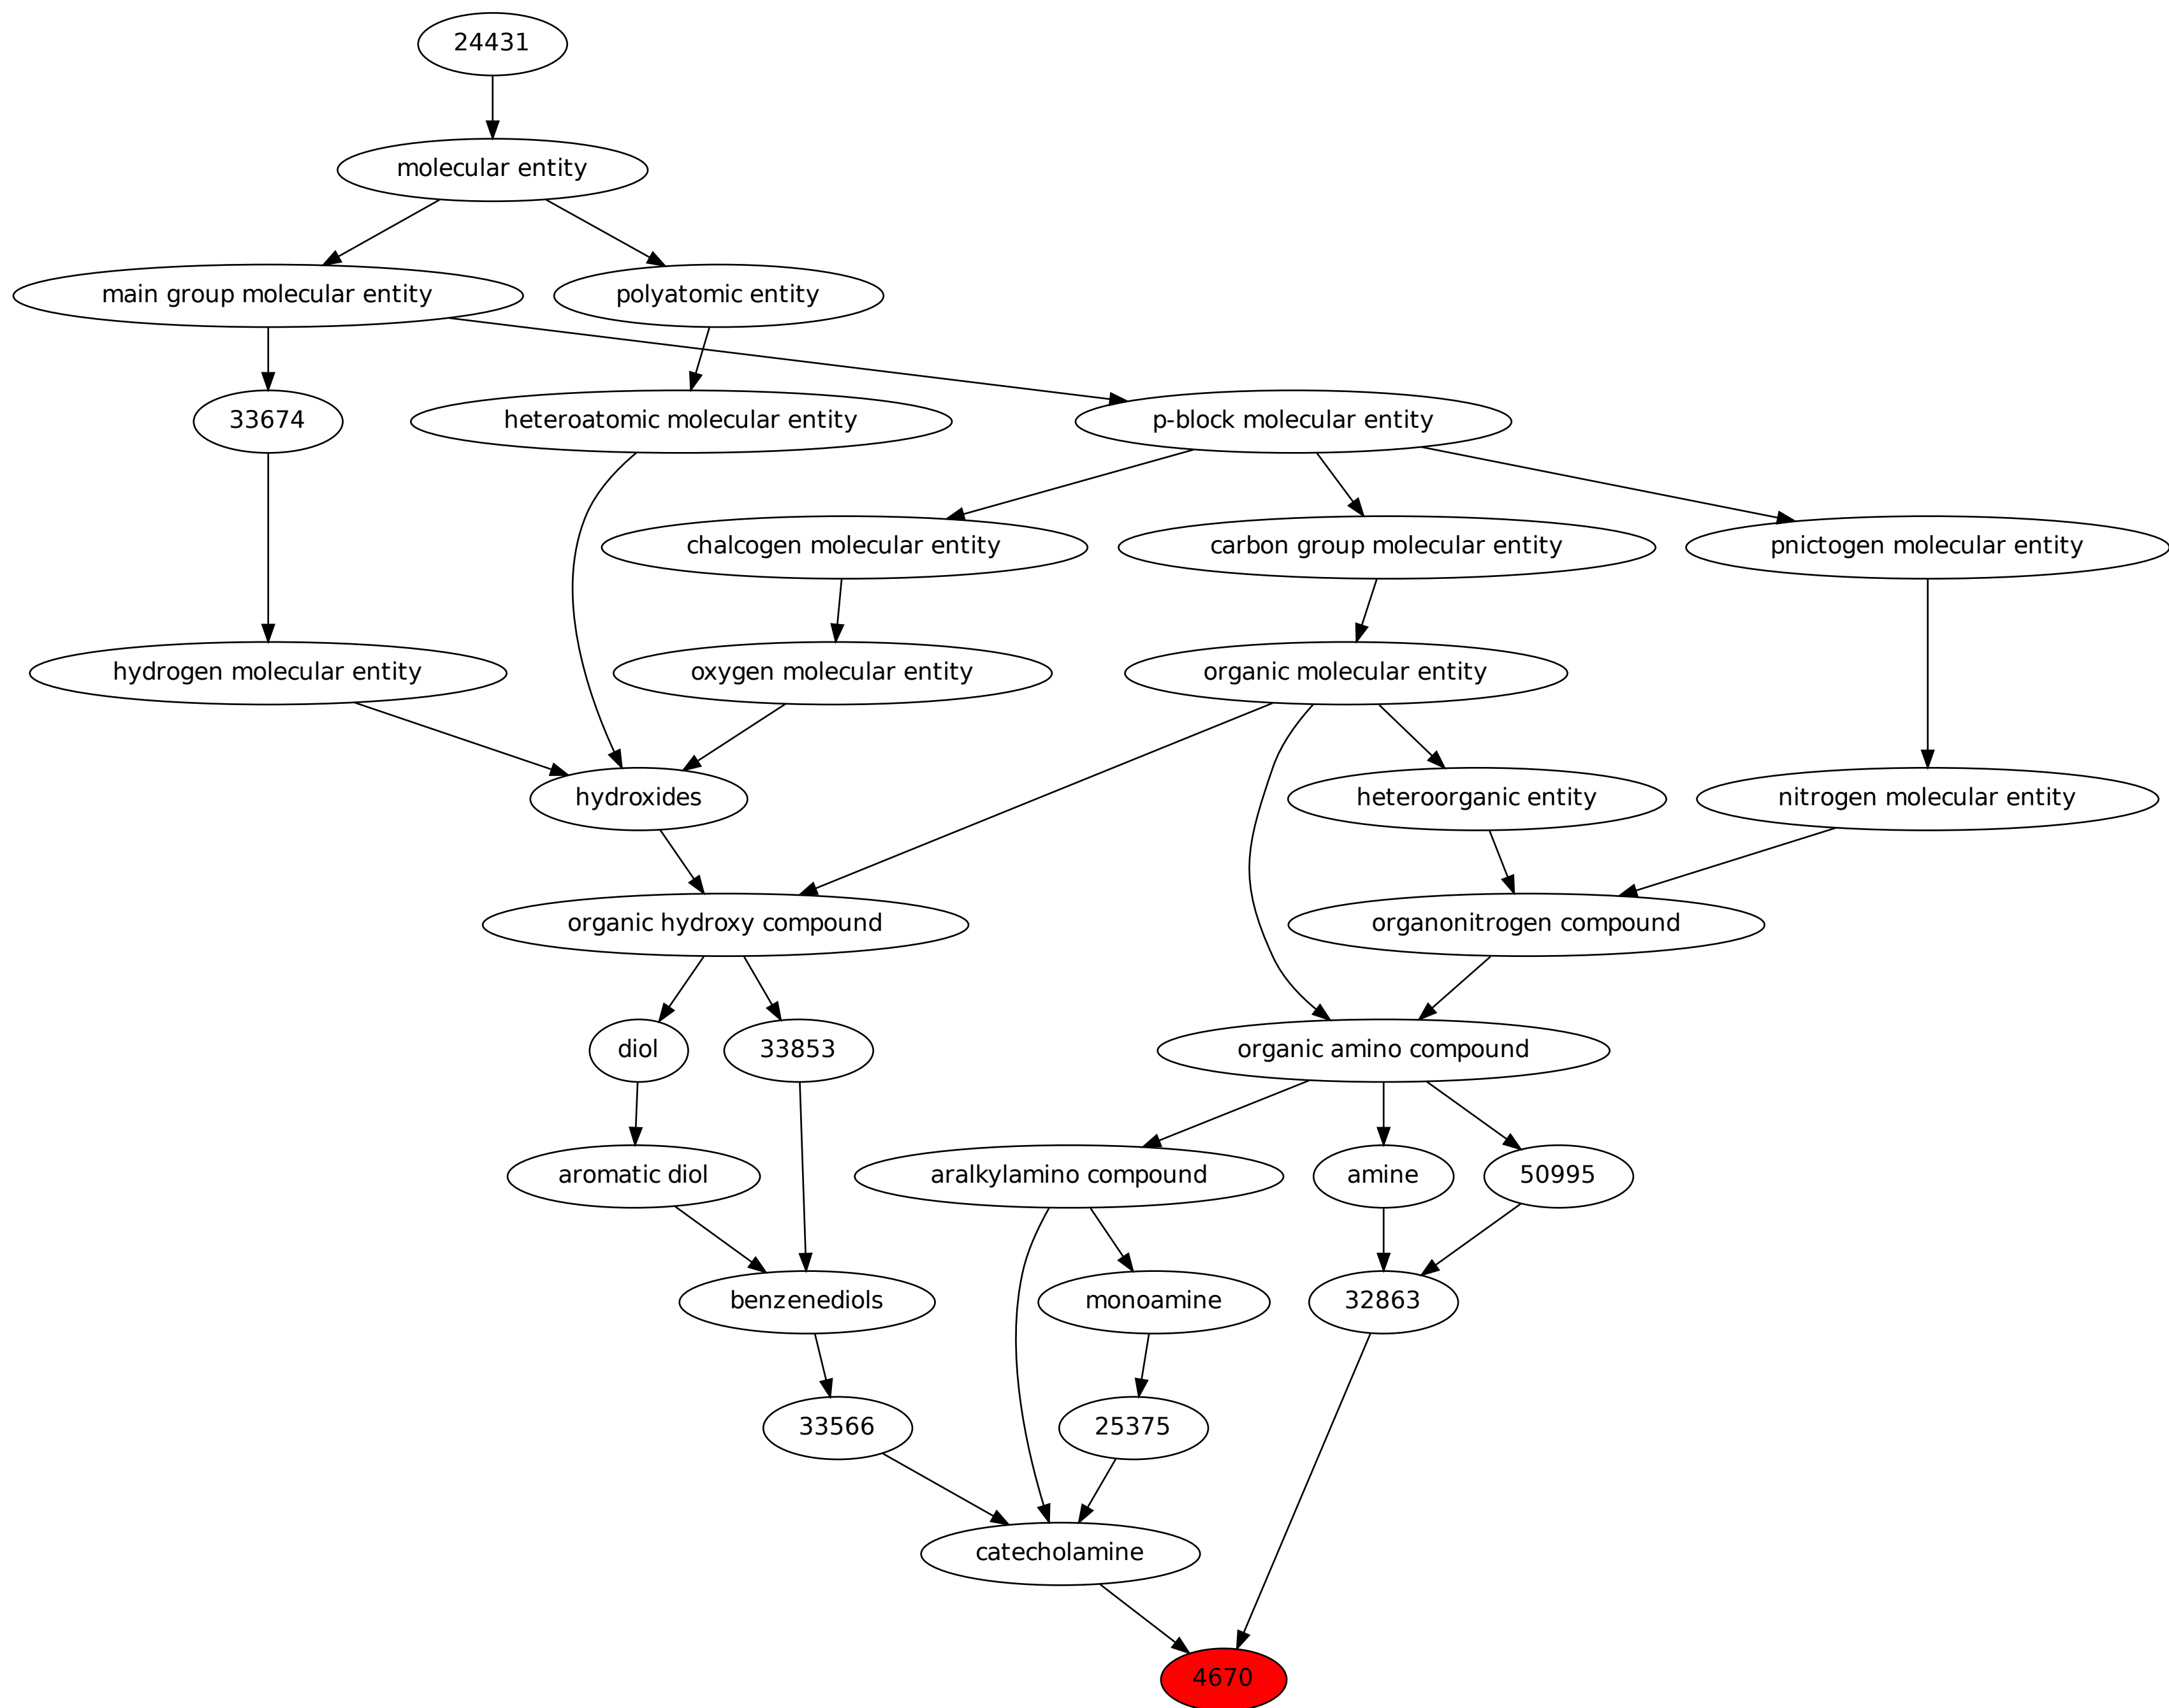 24431
molecular entity
main group molecular entity
polyatomic entity
33674
heteroatomic molecular entity
p-block molecular entity
chalcogen molecular entity
carbon group molecular entity
pnictogen molecular entity
hydrogen molecular entity
oxygen molecular entity
organic molecular entity
hydroxides
heteroorganic entity
nitrogen molecular entity
organic hydroxy compound
organonitrogen compound
diol
33853
organic amino compound
aromatic diol
aralkylamino compound
amine
50995
benzenediols
monoamine
32863
33566
25375
catecholamine
4670